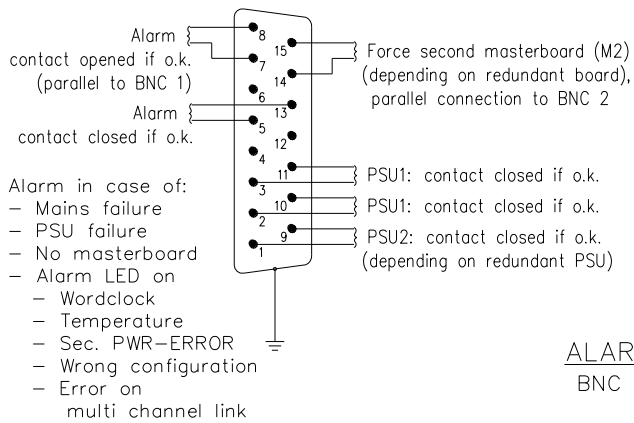 Alarm
contact opened if o.k.
(parallel to BNC 1)
Alarm
contact closed if o.k.
Alarm in case of:
– Mains failure
– PSU failure
– No masterboard
– Alarm LED on
– Wordclock
– Temperature
– Sec. PWR–ERROR
– Wrong configuration
– Error on
multi channel link
8
15
7
14
6
13
5
12
4
11
3
10
2
9
1
Force second masterboard (M2)
(depending on redundant board),
parallel connection to BNC 2
PSU1: contact closed if o.k.
PSU1: contact closed if o.k.
PSU2: contact closed if o.k.
(depending on redundant PSU)
ALAR
BNC